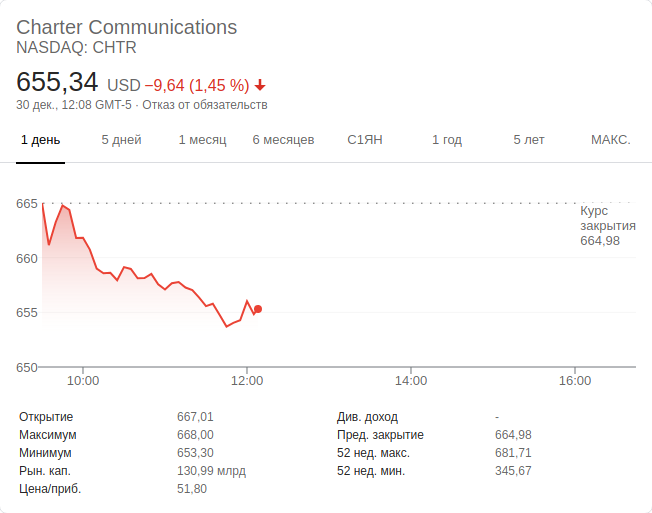 Charter Communications
NASDAQ: CHTR
655,34 USD −9,64 (1,45 %)
30 дек., 12:08 GMT-5 · Отказ от обязательств
1 день 5 дней 1 месяц 6 месяцев С1ЯН 1 год 5 лет МАКС.
665
Курс
закрытия
664,98
660
655
650
10:00 12:00 14:00 16:00
Открытие 667,01 Див. доход -
Максимум 668,00 Пред. закрытие 664,98
Минимум 653,30 52 нед. макс. 681,71
Рын. кап. 130,99 млрд 52 нед. мин. 345,67
Цена/приб. 51,80